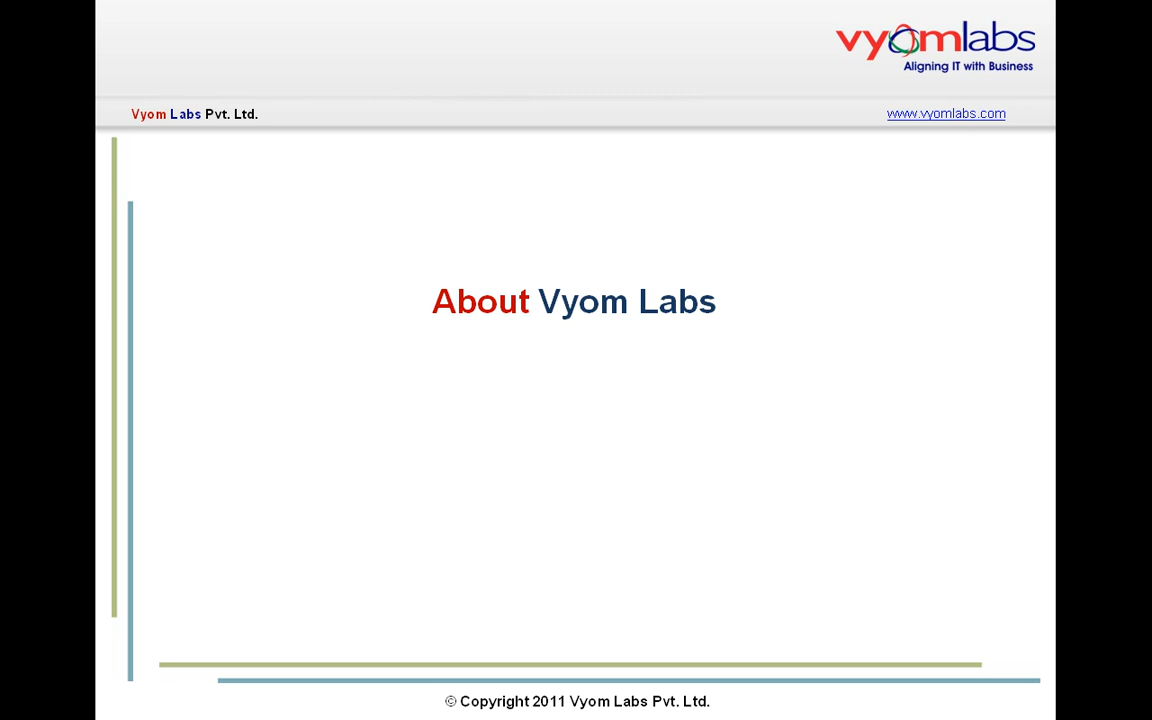 vyomlabs
Aligning IT with Business
Vyom Labs Pvt. Ltd.
www.vyomlabs.com
About Vyom Labs
© Copyright 2011 Vyom Labs Pvt. Ltd.